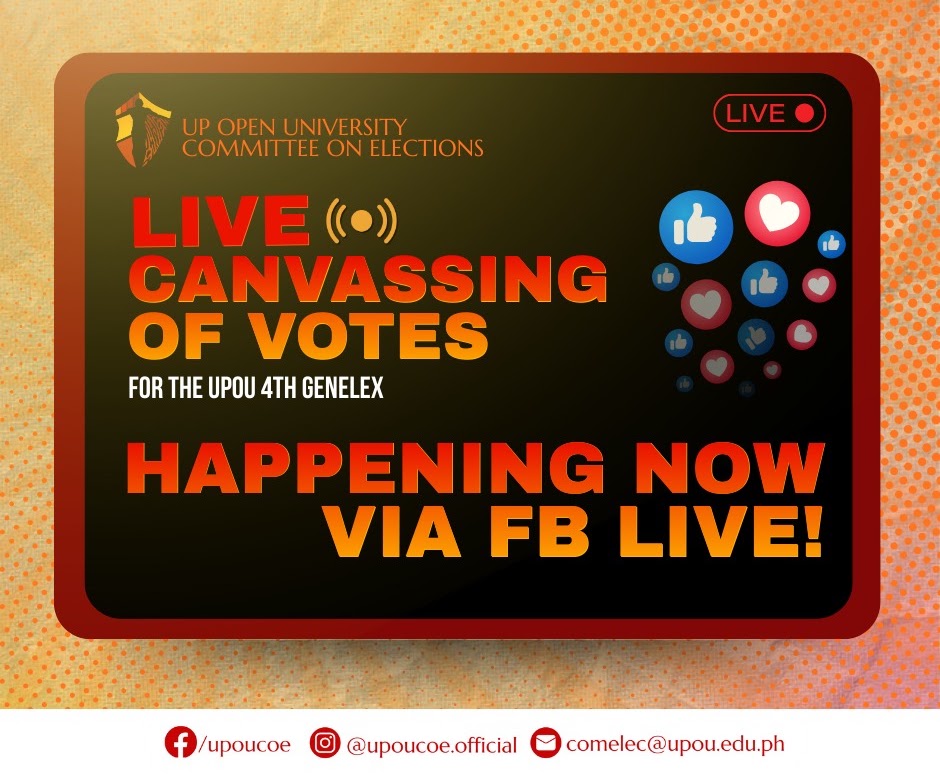 UP OPEN UNIVERSITY
COMMITTEE ON ELECTIONS
LIVE
LIVE
CANVASSING
OF VOTES
FOR THE UPOU 4TH GENELEX
HAPPENING NOW
VIA FB LIVE!
/upoucoe @upoucoe.official comelec@upou.edu.ph